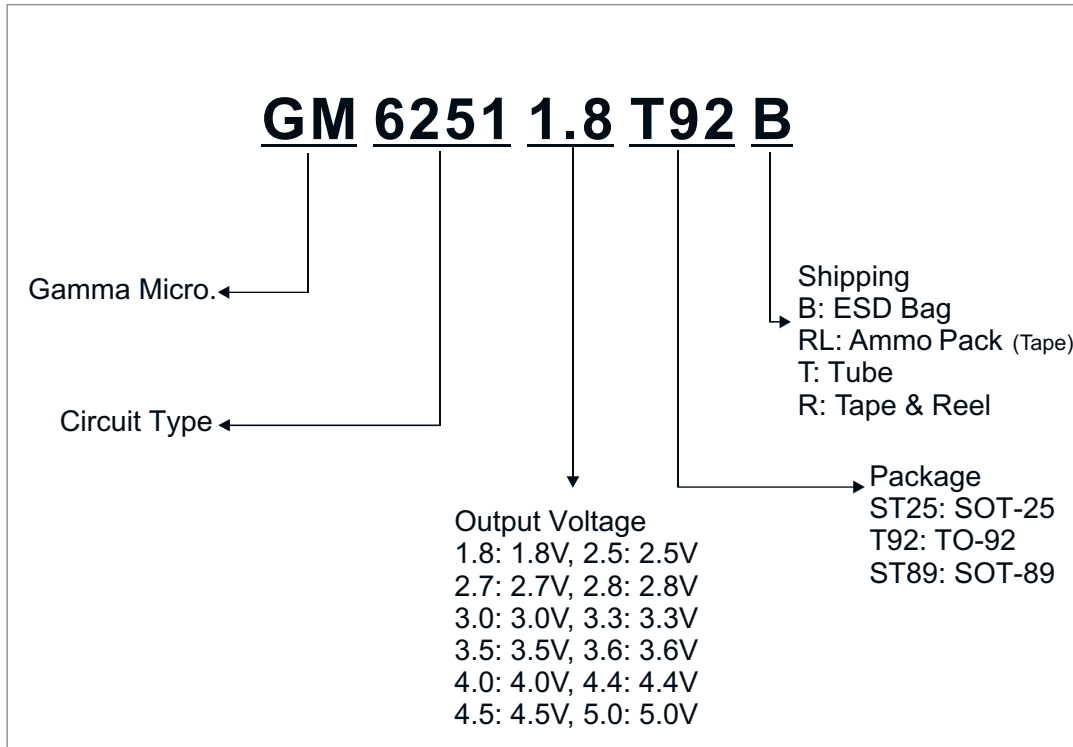 GM 6251 1.8 T92 B
Gamma Micro.
Circuit Type
Shipping
B: ESD Bag
RL: Ammo Pack (Tape)
T: Tube
R: Tape & Reel
Package
ST25: SOT-25
T92: TO-92
ST89: SOT-89
Output Voltage
1.8: 1.8V, 2.5: 2.5V
2.7: 2.7V, 2.8: 2.8V
3.0: 3.0V, 3.3: 3.3V
3.5: 3.5V, 3.6: 3.6V
4.0: 4.0V, 4.4: 4.4V
4.5: 4.5V, 5.0: 5.0V